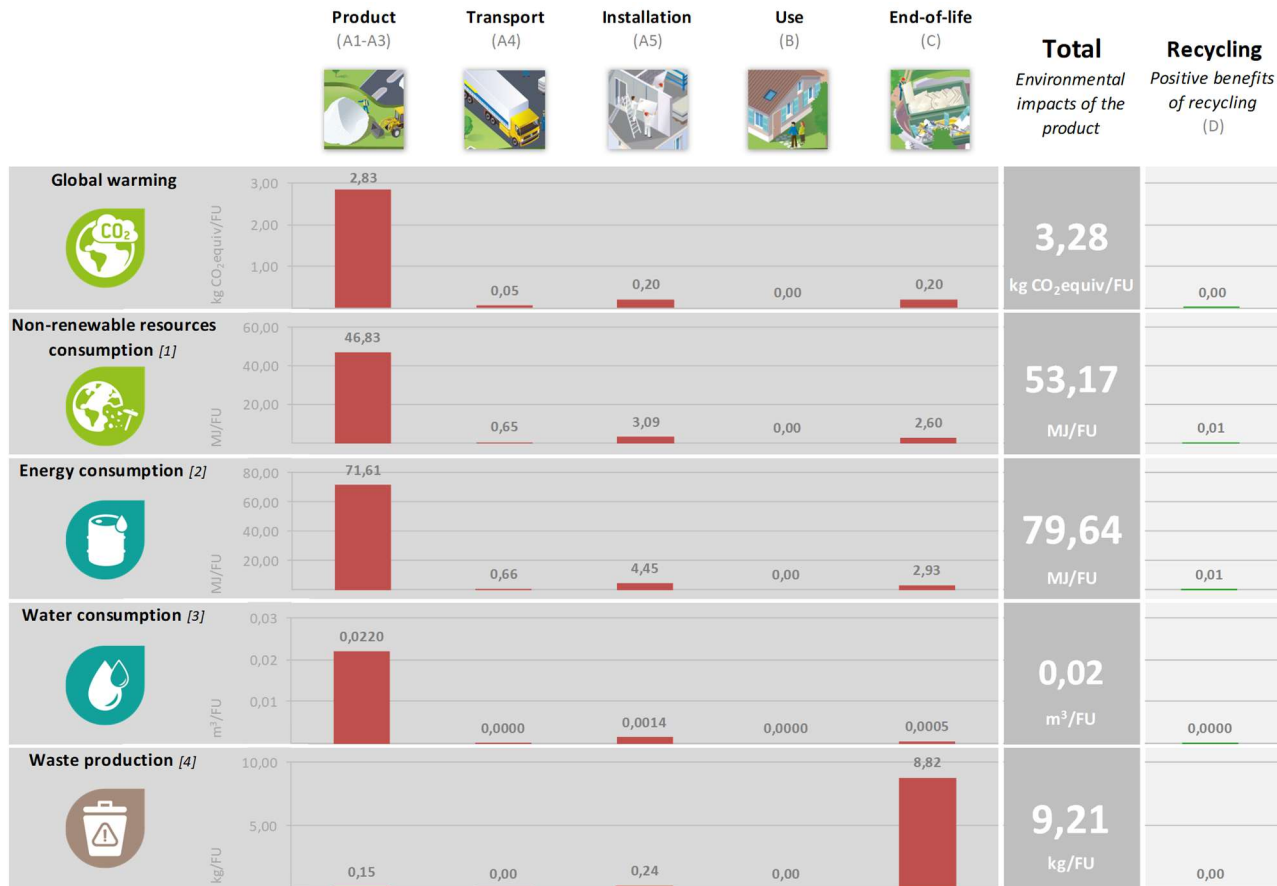 Product
(A1-A3)
Transport
(A4)
Installation
(A5)
Use
(B)
End-of-life
(C)
Total
Environmental
impacts of the
product
Recycling
Positive benefits
of recycling
(D)
Global warming
CO₂
kg CO₂equiv/FU
3,00
2,00
1,00
2,83
0,05
0,20
0,00
0,20
3,28
kg CO₂equiv/FU
0,00
Non-renewable resources
consumption [1]
MJ/FU
60,00
40,00
20,00
46,83
0,65
3,09
0,00
2,60
53,17
MJ/FU
0,01
Energy consumption [2]
MJ/FU
80,00
60,00
40,00
20,00
71,61
0,66
4,45
0,00
2,93
79,64
MJ/FU
0,01
Water consumption [3]
m³/FU
0,03
0,02
0,01
0,0220
0,0000
0,0014
0,0000
0,0005
0,02
m³/FU
0,0000
Waste production [4]
kg/FU
10,00
5,00
0,15
0,00
0,24
0,00
8,82
9,21
kg/FU
0,00